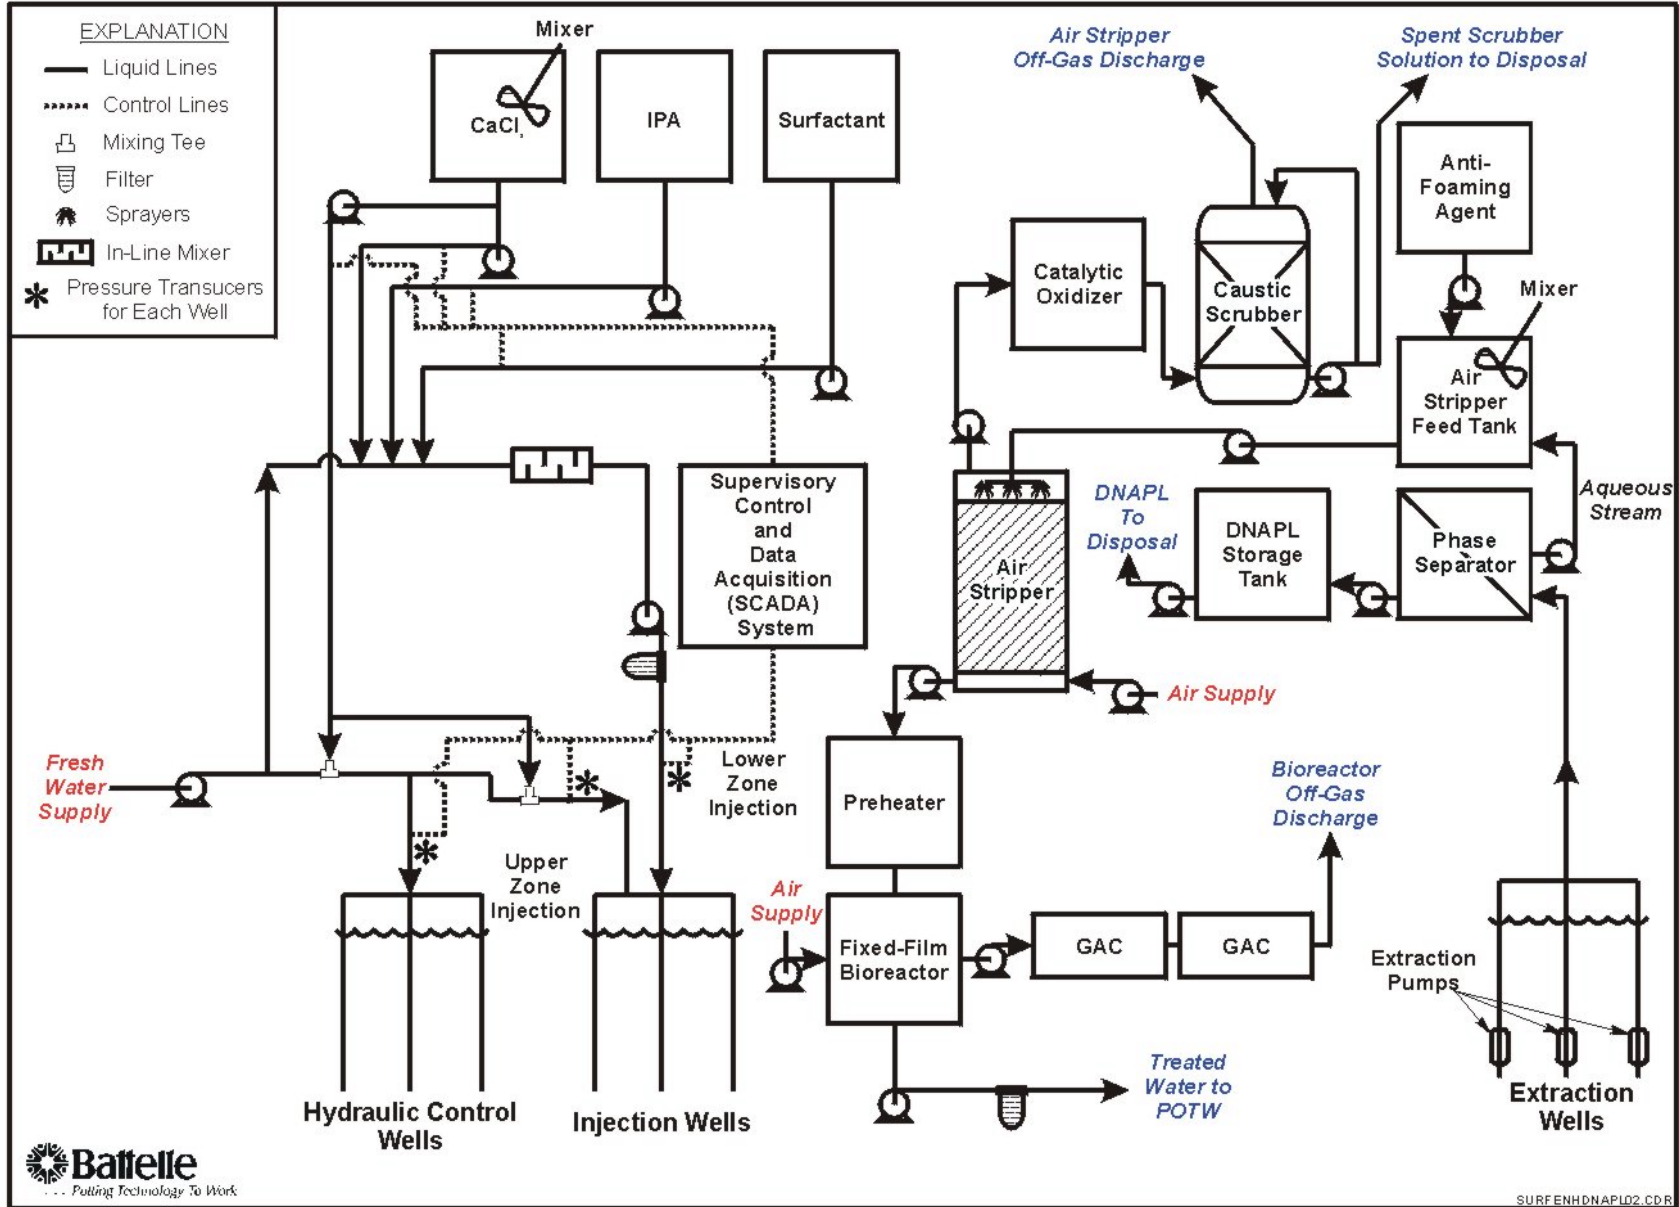 EXPLANATION
Liquid Lines
Control Lines
Mixing Tee
Filter
Sprayers
In-Line Mixer
Pressure Transucers
for Each Well
Mixer
CaCl2
IPA
Surfactant
Air Stripper
Off-Gas Discharge
Spent Scrubber
Solution to Disposal
Anti-
Foaming
Agent
Catalytic
Oxidizer
Caustic
Scrubber
Mixer
Air
Stripper
Feed Tank
Supervisory
Control
and
Data
Acquisition
(SCADA)
System
DNAPL
To
Disposal
DNAPL
Storage
Tank
Phase
Separator
Aqueous
Stream
Air
Stripper
Air Supply
Fresh
Water
Supply
Lower
Zone
Injection
Preheater
Bioreactor
Off-Gas
Discharge
Upper
Zone
Injection
Air
Supply
Fixed-Film
Bioreactor
GAC
GAC
Extraction
Pumps
Treated
Water to
POTW
Hydraulic Control
Wells
Injection Wells
Extraction
Wells
Battelle
. . . Putting Technology To Work
SURFENHDNAPL02.CDR